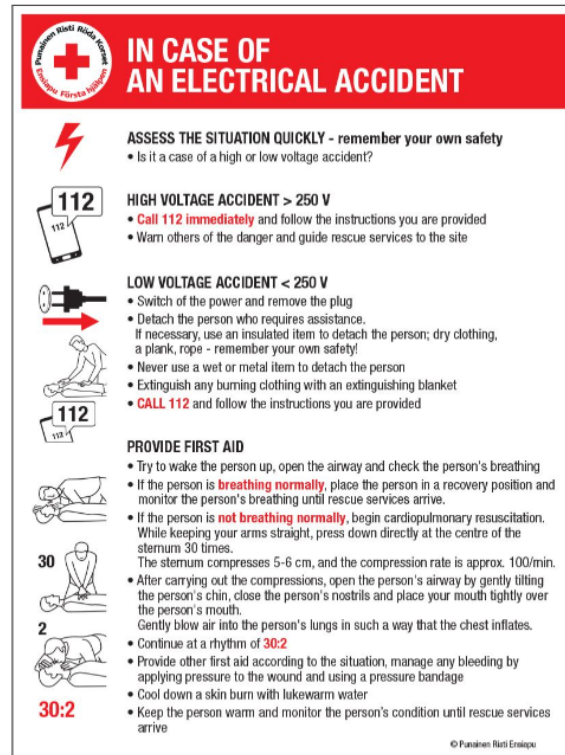 Punainen Risti Röda Korset
Ensiapu Första hjälpen
IN CASE OF
AN ELECTRICAL ACCIDENT
ASSESS THE SITUATION QUICKLY - remember your own safety
• Is it a case of a high or low voltage accident?
112
112
HIGH VOLTAGE ACCIDENT > 250 V
• Call 112 immediately and follow the instructions you are provided
• Warn others of the danger and guide rescue services to the site
LOW VOLTAGE ACCIDENT < 250 V
• Switch of the power and remove the plug
• Detach the person who requires assistance.
If necessary, use an insulated item to detach the person; dry clothing,
a plank, rope - remember your own safety!
• Never use a wet or metal item to detach the person
• Extinguish any burning clothing with an extinguishing blanket
• CALL 112 and follow the instructions you are provided
112
112
PROVIDE FIRST AID
• Try to wake the person up, open the airway and check the person's breathing
• If the person is breathing normally, place the person in a recovery position and
monitor the person's breathing until rescue services arrive.
• If the person is not breathing normally, begin cardiopulmonary resuscitation.
While keeping your arms straight, press down directly at the centre of the
sternum 30 times.
The sternum compresses 5-6 cm, and the compression rate is approx. 100/min.
30
• After carrying out the compressions, open the person's airway by gently tilting
the person's chin, close the person's nostrils and place your mouth tightly over
the person's mouth.
Gently blow air into the person's lungs in such a way that the chest inflates.
2
• Continue at a rhythm of 30:2
• Provide other first aid according to the situation, manage any bleeding by
applying pressure to the wound and using a pressure bandage
• Cool down a skin burn with lukewarm water
• Keep the person warm and monitor the person's condition until rescue services
arrive
30:2
© Punainen Risti Ensiapu